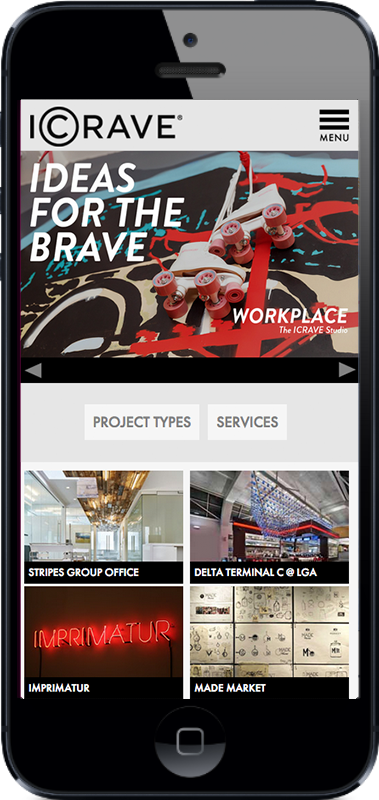 ICRAVE®
MENU
IDEAS
FOR THE
BRAVE
WORKPLACE
The ICRAVE Studio
PROJECT TYPES
SERVICES
STRIPES GROUP OFFICE
DELTA TERMINAL C @ LGA
IMPRIMATUR
IMPRIMATUR
MADE MARKET